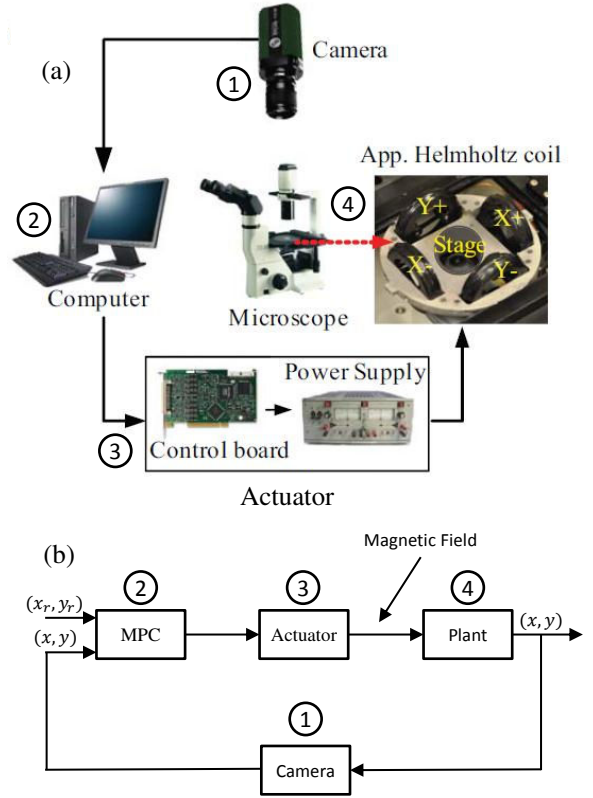 (a)
Camera
1
App. Helmholtz coil
2
4
Y+
X+
Stage
X-
Y-
Computer
Microscope
Power Supply
3
Control board
Actuator
(b)
Magnetic Field
2
3
4
(x_r, y_r)
(x, y)
MPC
Actuator
Plant
(x, y)
1
Camera